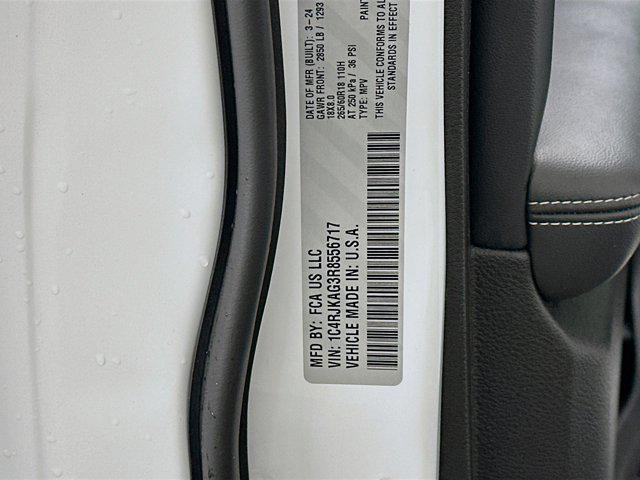 MFD BY: FCA US LLC
VIN: 1C4RJKAG3R8556717
VEHICLE MADE IN: U.S.A.
DATE OF MFR (BUILT): 3-24
GAWR FRONT: 2850 LB / 1293
18X8.0
265/60R18 110H
AT 250 kPa / 36 PSI
TYPE: MPV
PAINT
THIS VEHICLE CONFORMS TO AL
STANDARDS IN EFFECT